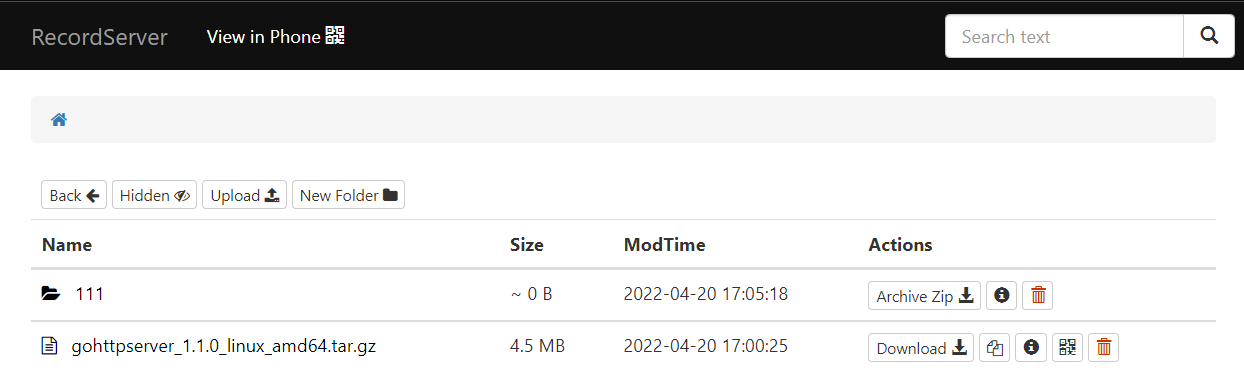 RecordServer View in Phone Search text
Back Hidden Upload New Folder
Name Size ModTime Actions
111 ~ 0 B 2022-04-20 17:05:18 Archive Zip
gohttpserver_1.1.0_linux_amd64.tar.gz 4.5 MB 2022-04-20 17:00:25 Download